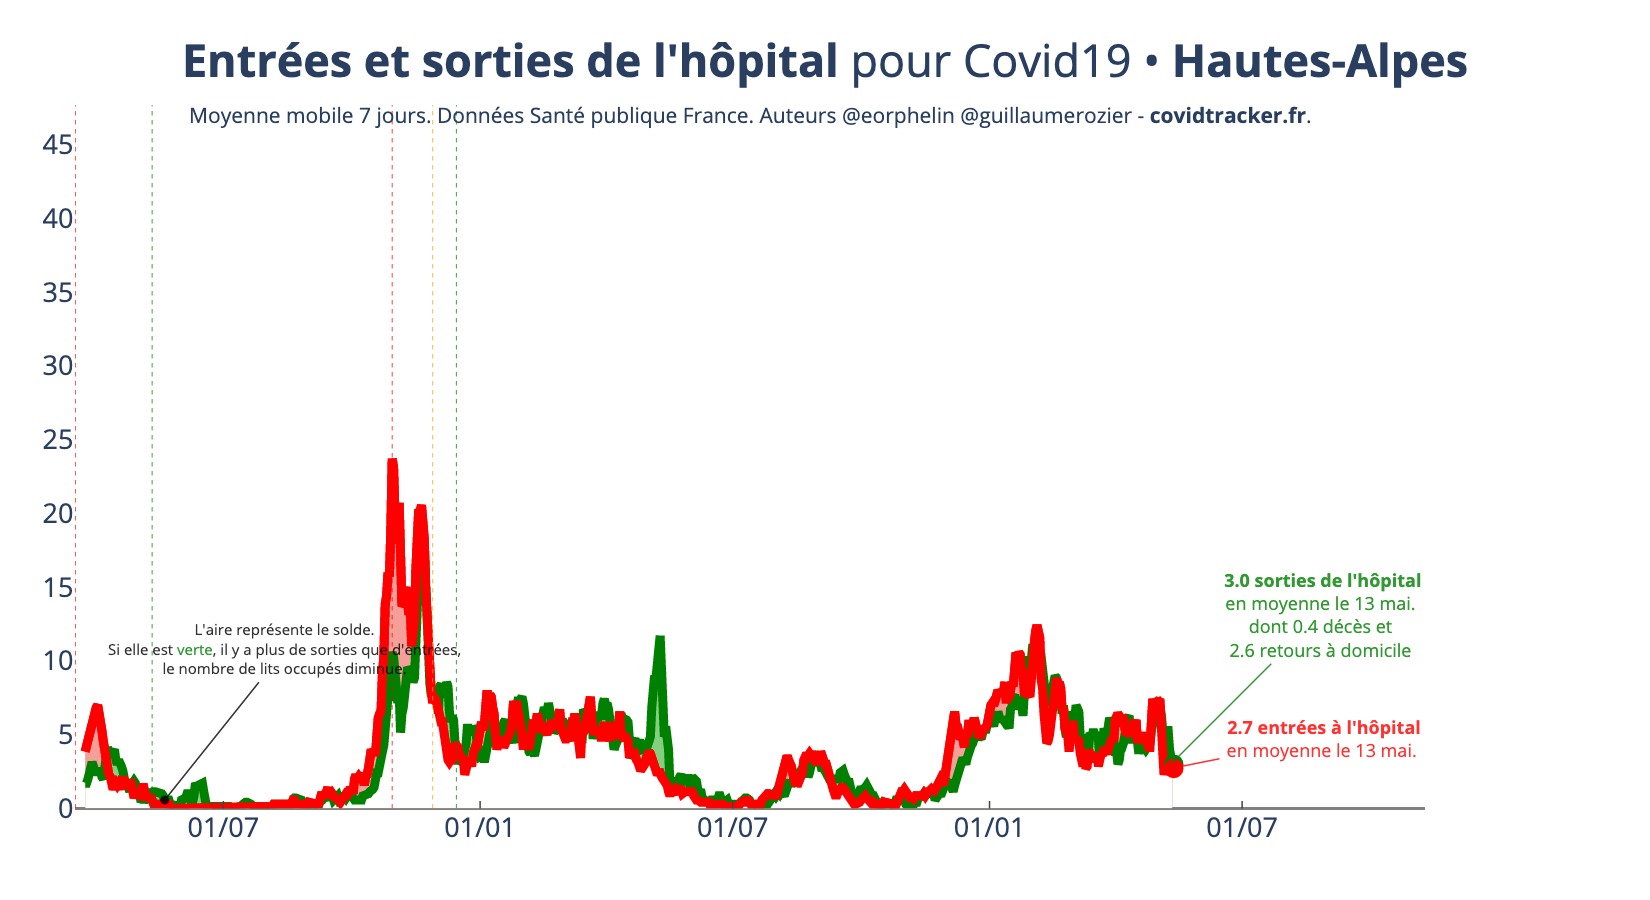 Entrées et sorties de l'hôpital pour Covid19 • Hautes-Alpes
Moyenne mobile 7 jours. Données Santé publique France. Auteurs @eorphelin @guillaumerozier - covidtracker.fr.
45
40
35
30
25
20
15
10
5
0
L'aire représente le solde.
Si elle est verte, il y a plus de sorties que d'entrées,
le nombre de lits occupés diminue.
3.0 sorties de l'hôpital
en moyenne le 13 mai.
dont 0.4 décès et
2.6 retours à domicile
2.7 entrées à l'hôpital
en moyenne le 13 mai.
01/07
01/01
01/07
01/01
01/07